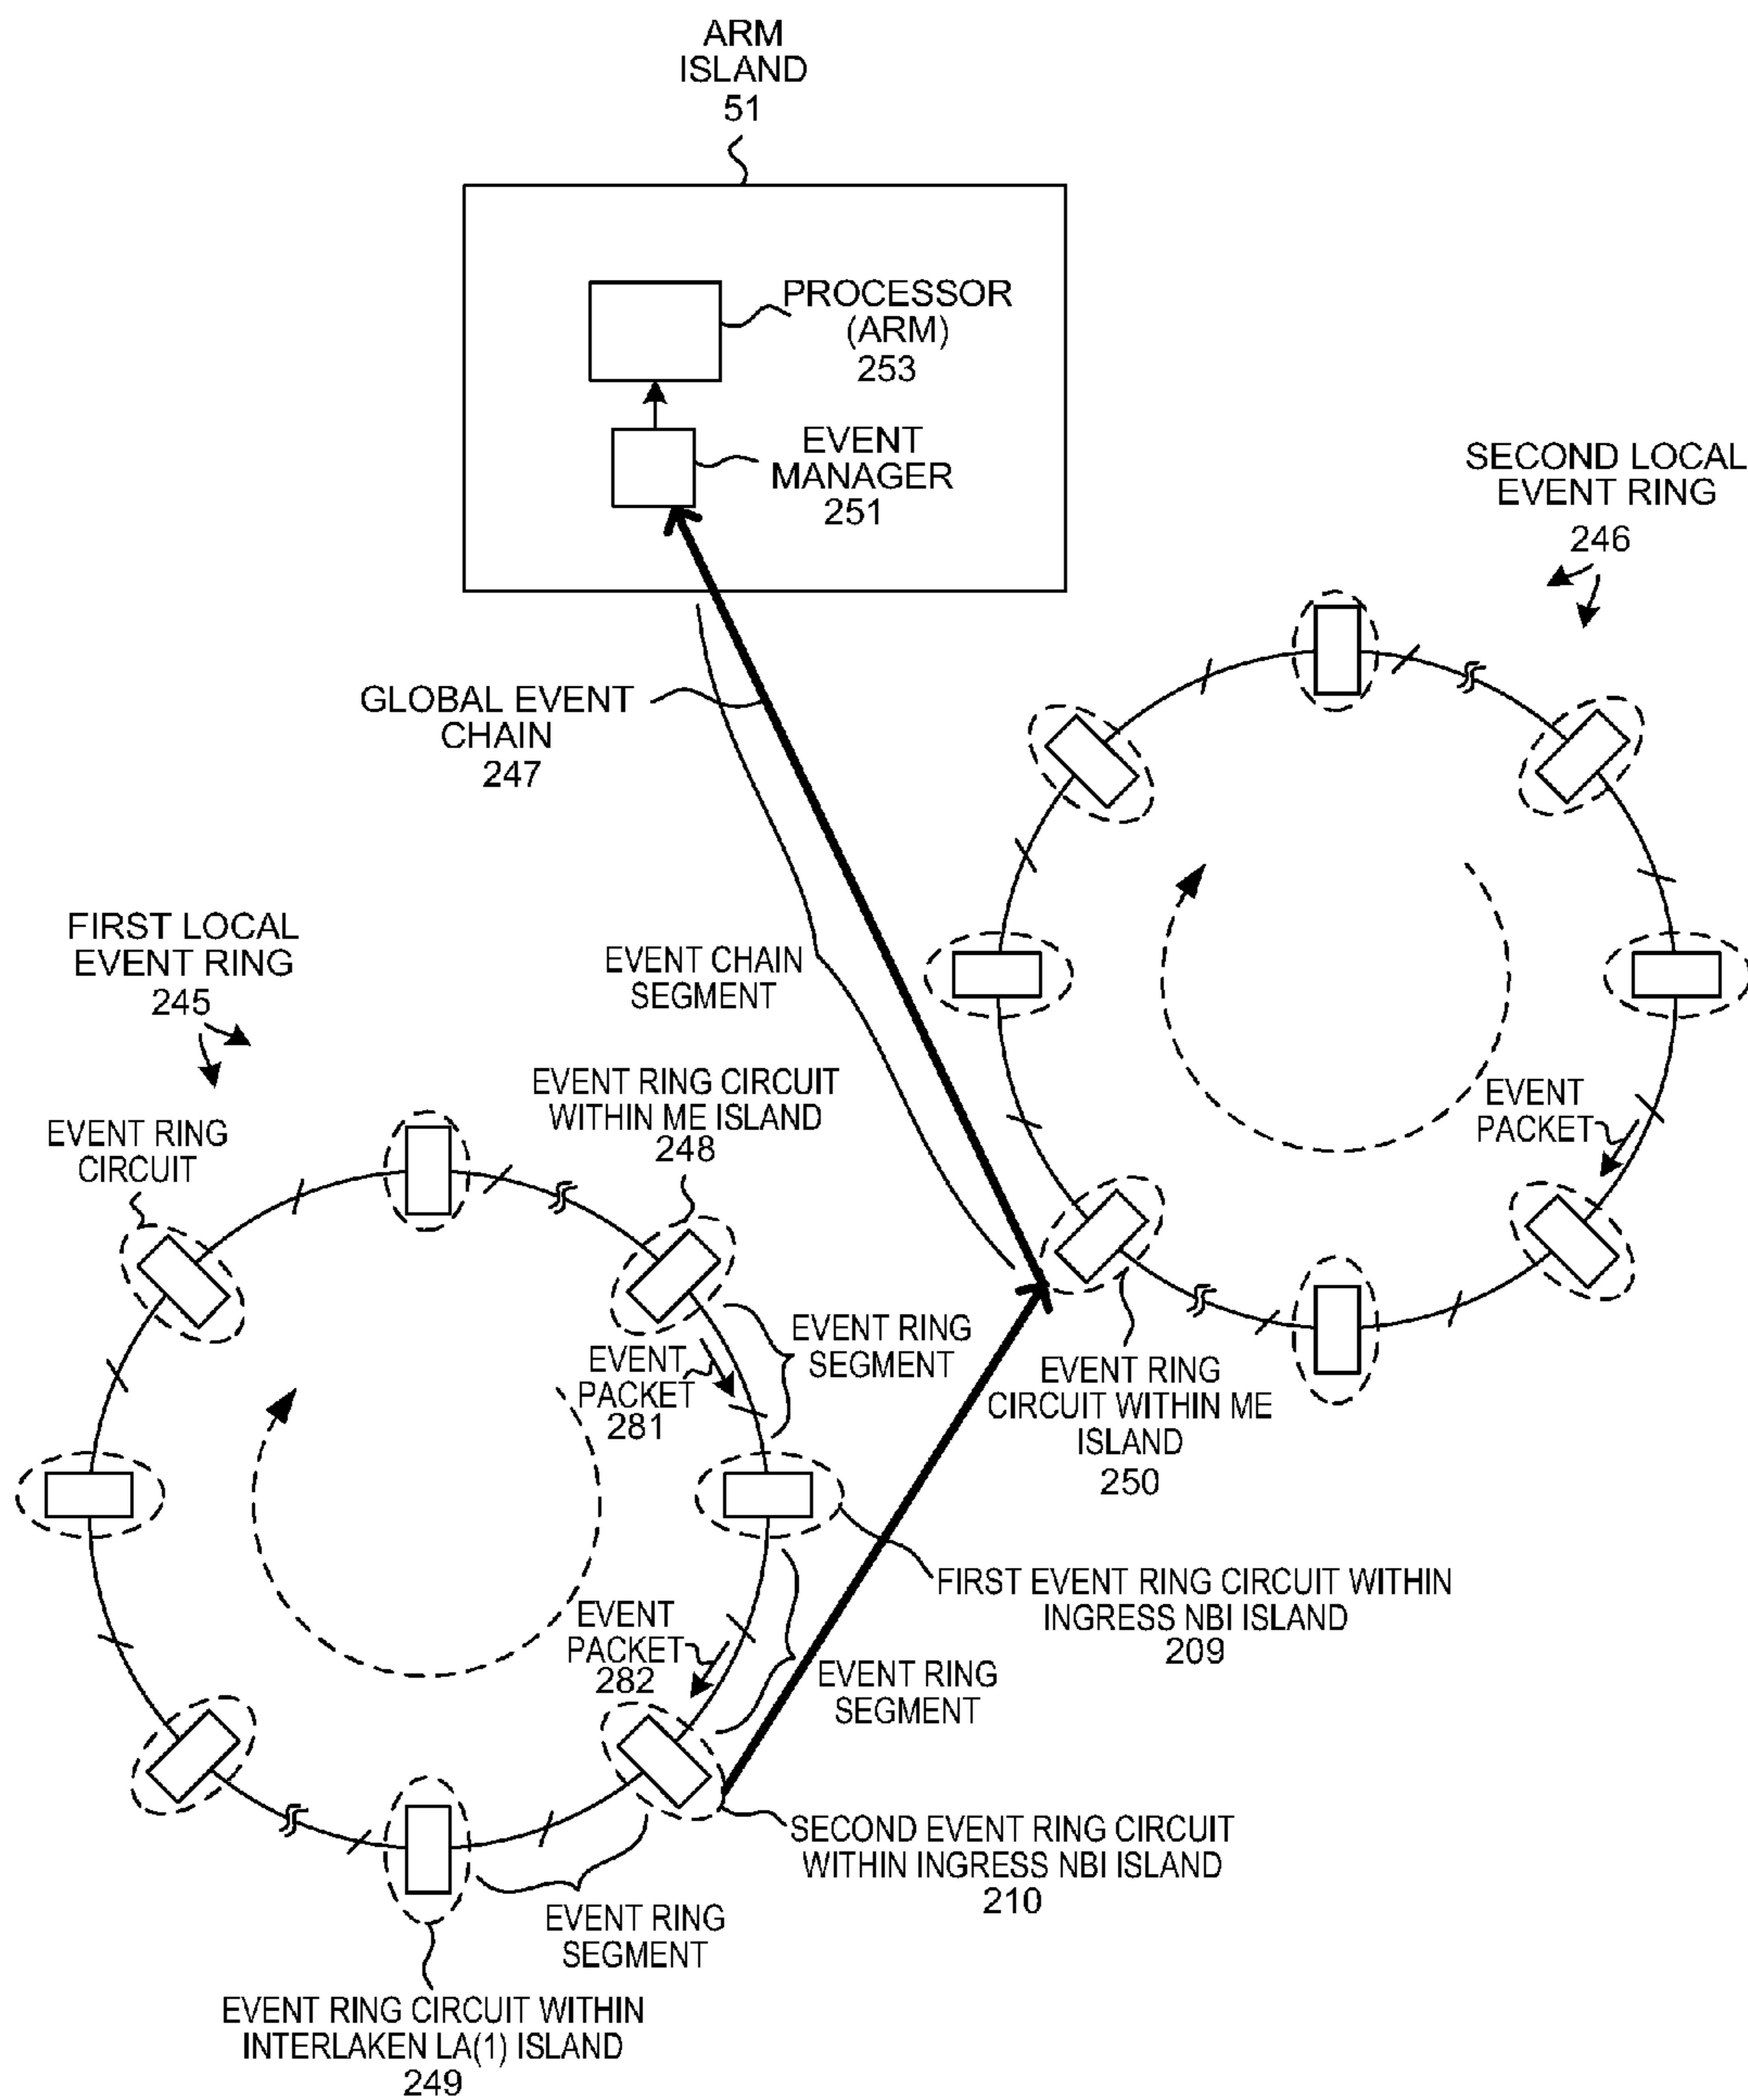 ARM
ISLAND
51
PROCESSOR
(ARM)
253
EVENT
MANAGER
251
SECOND LOCAL
EVENT RING
246
GLOBAL EVENT
CHAIN
247
FIRST LOCAL
EVENT RING
245
EVENT CHAIN
SEGMENT
EVENT RING CIRCUIT
WITHIN ME ISLAND
248
EVENT
PACKET
EVENT RING
CIRCUIT
EVENT RING
SEGMENT
EVENT
PACKET
281
EVENT RING
CIRCUIT WITHIN ME
ISLAND
250
FIRST EVENT RING CIRCUIT WITHIN
INGRESS NBI ISLAND
209
EVENT
PACKET
282
EVENT RING
SEGMENT
SECOND EVENT RING CIRCUIT
WITHIN INGRESS NBI ISLAND
210
EVENT RING
SEGMENT
EVENT RING CIRCUIT WITHIN
INTERLAKEN LA(1) ISLAND
249